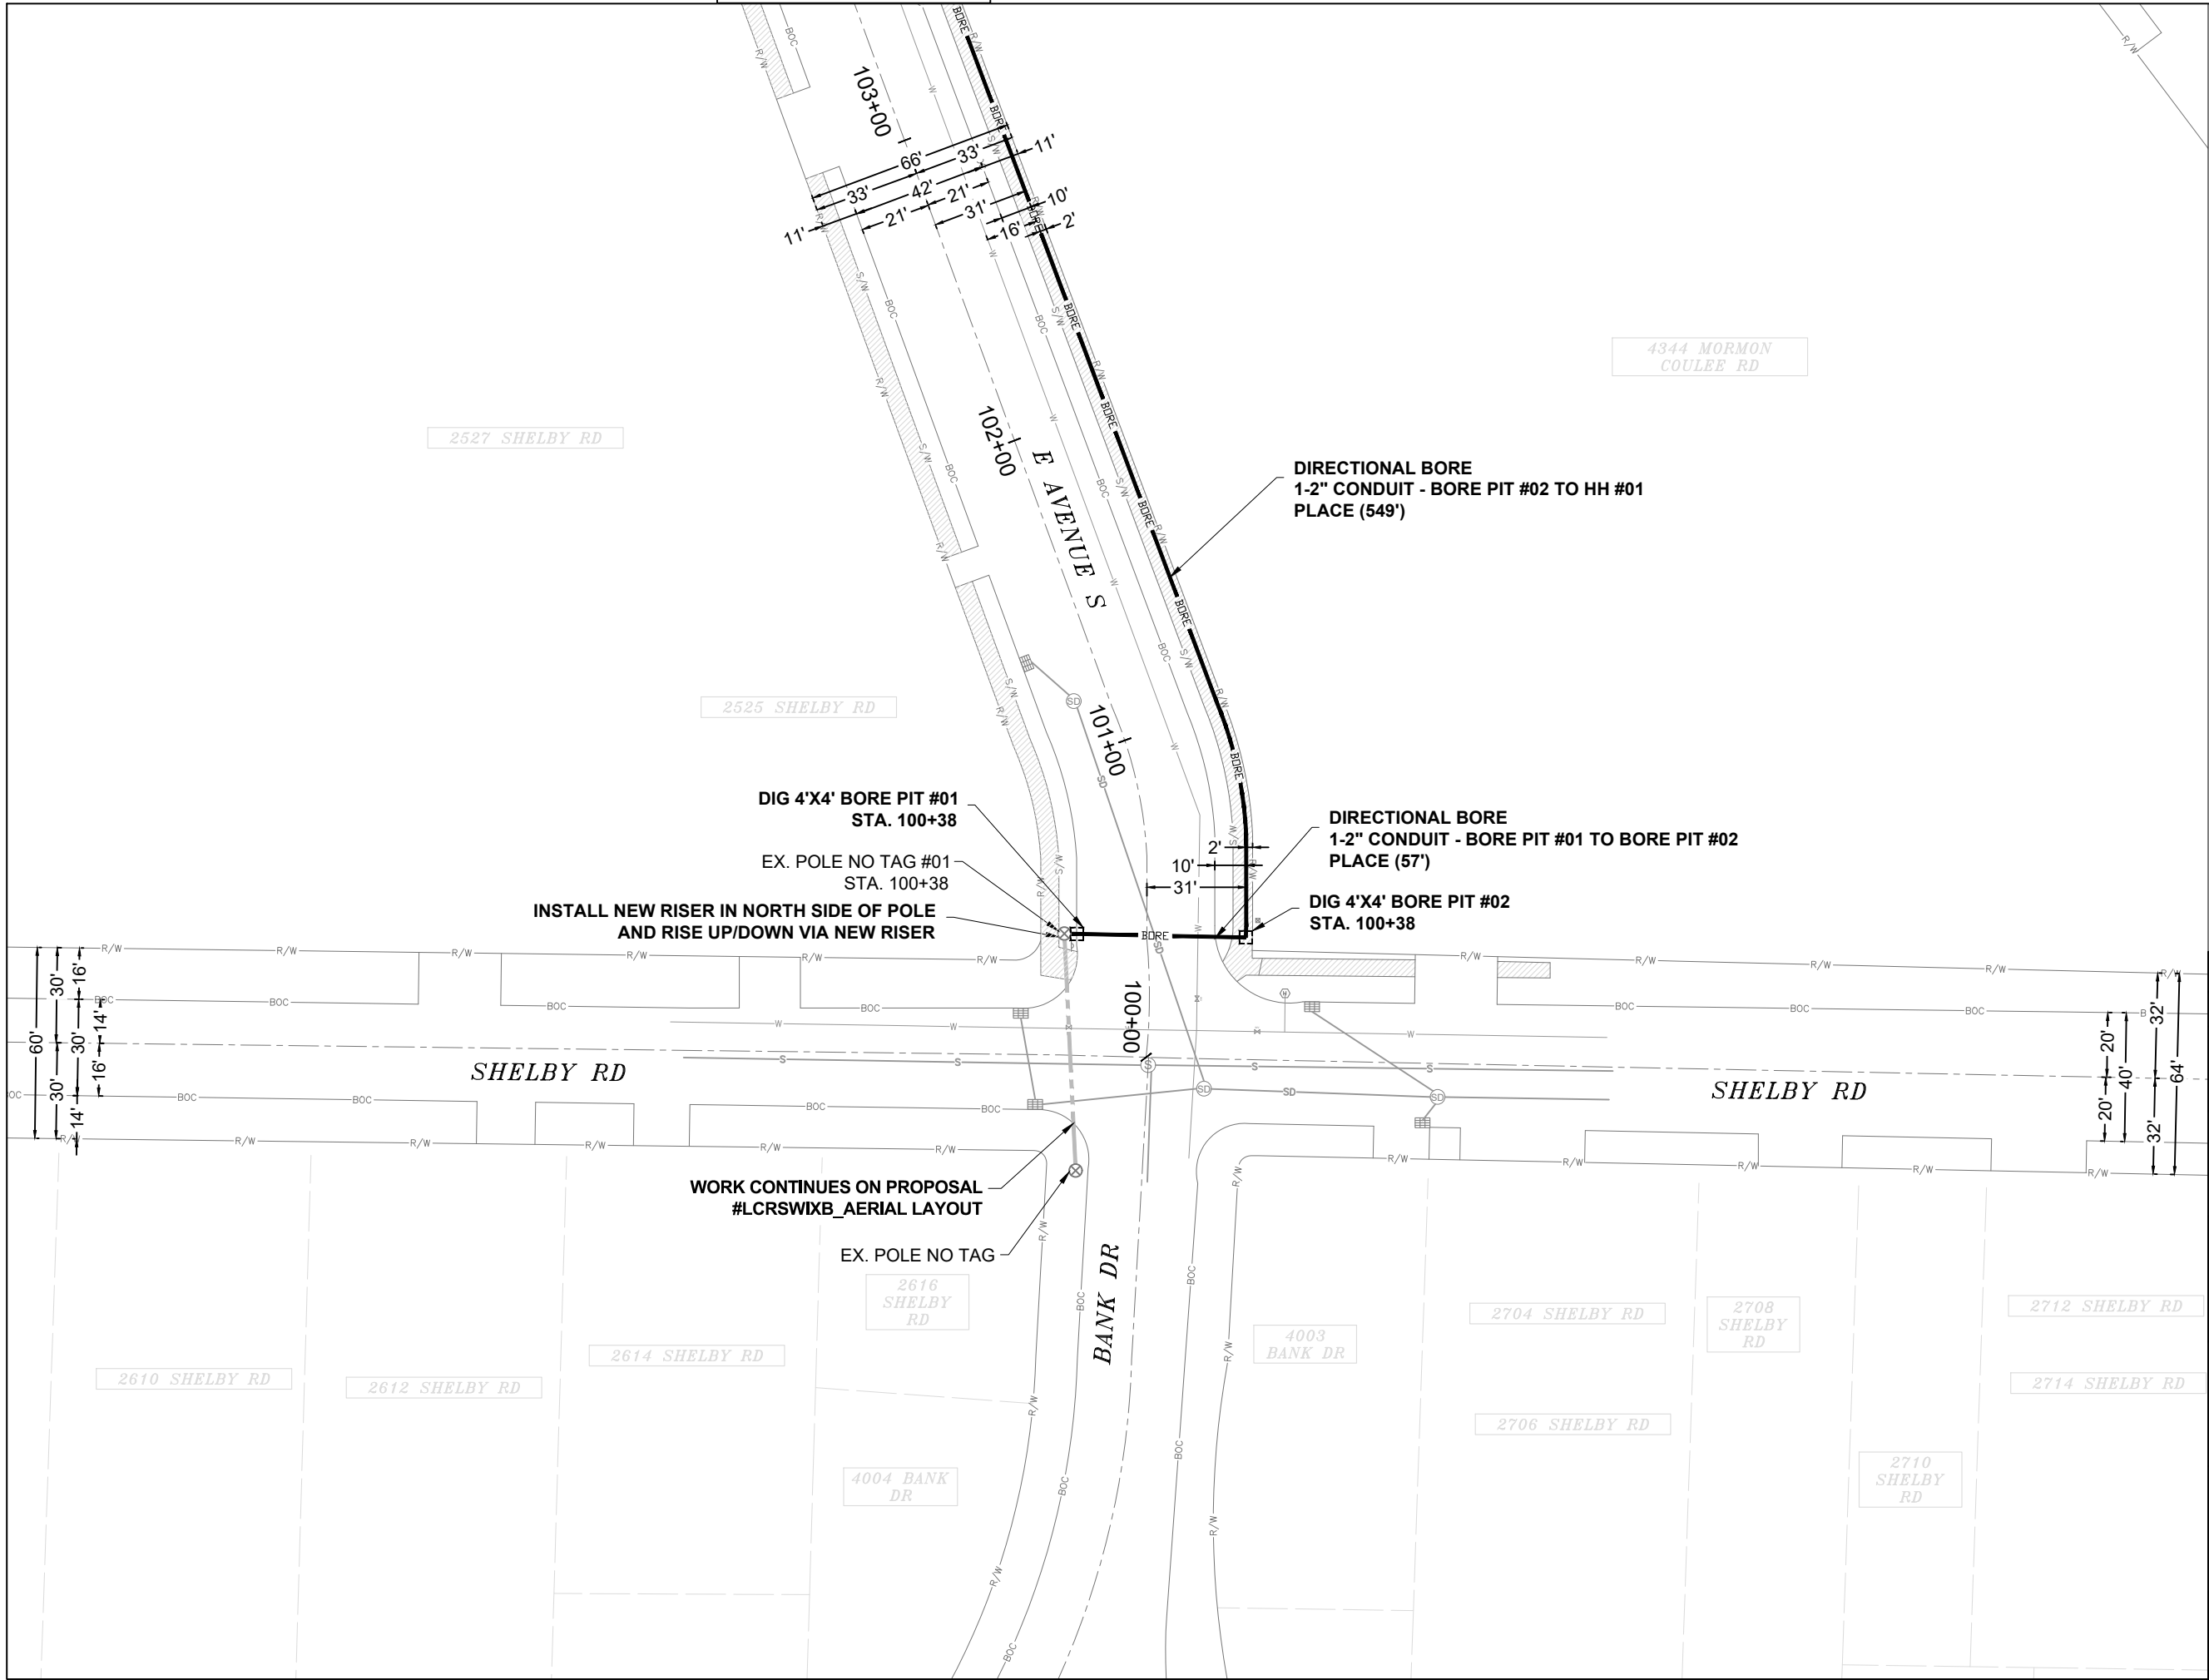 103+00
66'
33'
11'
33'
42'
21'
10'
21'
31'
16'
2'
11'
4344 MORMON
COULEE RD
2527 SHELBY RD
102+00
E AVENUE S
DIRECTIONAL BORE
1-2" CONDUIT - BORE PIT #02 TO HH #01
PLACE (549')
2525 SHELBY RD
101+00
DIG 4'X4' BORE PIT #01
STA. 100+38
EX. POLE NO TAG #01
STA. 100+38
INSTALL NEW RISER IN NORTH SIDE OF POLE
AND RISE UP/DOWN VIA NEW RISER
DIRECTIONAL BORE
1-2" CONDUIT - BORE PIT #01 TO BORE PIT #02
PLACE (57')
2'
10'
31'
DIG 4'X4' BORE PIT #02
STA. 100+38
BORE
R/W
BOC
S/W
W
SD
S
100+00
60'
30'
30'
16'
30'
14'
14'
16'
SHELBY RD
SHELBY RD
20'
20'
40'
32'
32'
64'
WORK CONTINUES ON PROPOSAL
#LCRSWIXB_AERIAL LAYOUT
EX. POLE NO TAG
BANK DR
2616
SHELBY
RD
2610 SHELBY RD
2612 SHELBY RD
2614 SHELBY RD
4004 BANK
DR
4003
BANK DR
2704 SHELBY RD
2706 SHELBY RD
2708
SHELBY
RD
2710
SHELBY
RD
2712 SHELBY RD
2714 SHELBY RD